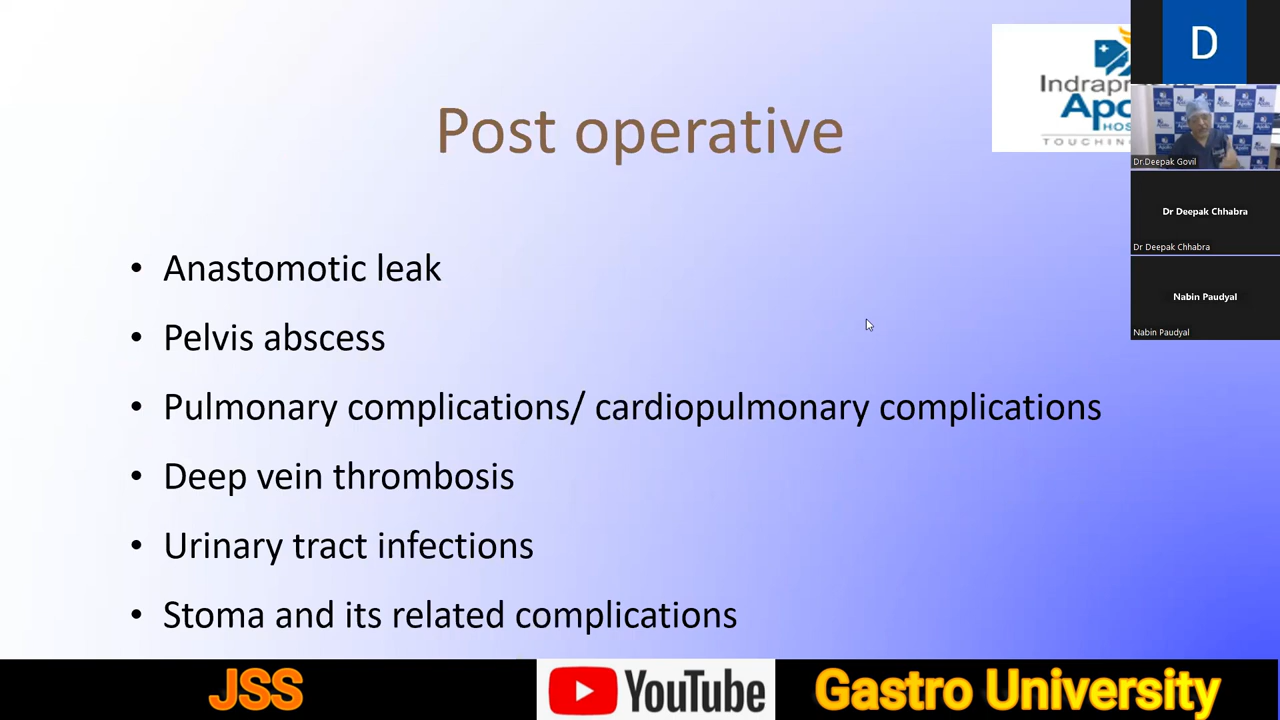 Post operative
• Anastomotic leak
• Pelvis abscess
• Pulmonary complications/ cardiopulmonary complications
• Deep vein thrombosis
• Urinary tract infections
• Stoma and its related complications
D
Dr.Deepak Govil
Dr Deepak Chhabra
Dr Deepak Chhabra
Nabin Paudyal
Nabin Paudyal
TOUCHING
JSS
YouTube
Gastro University